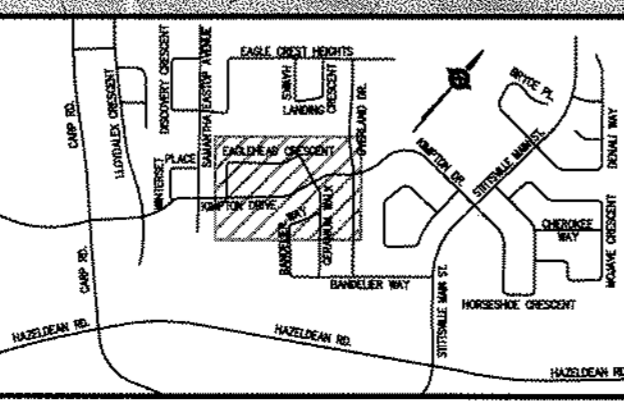 EAGLE CREST HEIGHTS
CARP RD.
LLOYDALEX CRESCENT
DISCOVERY CRESCENT
SAMANTHA EASTOP AVENUE
HAWKS
LANDING
CRESCENT
OVERLAND DR.
BRYCE PL.
DENALI WAY
STITTSVILLE MAIN ST.
KIMPTON DR.
EAGLEHEAD CRESCENT
WINTERSET
PLACE
KIMPTON DRIVE
BANDELIER WAY
GERANIUM WALK
BANDELIER WAY
CHEROKEE
WAY
MOJAVE CRESCENT
HORSESHOE CRESCENT
CARP RD.
STITTSVILLE MAIN ST.
HAZELDEAN RD.
HAZELDEAN RD.
HAZELDEAN RD